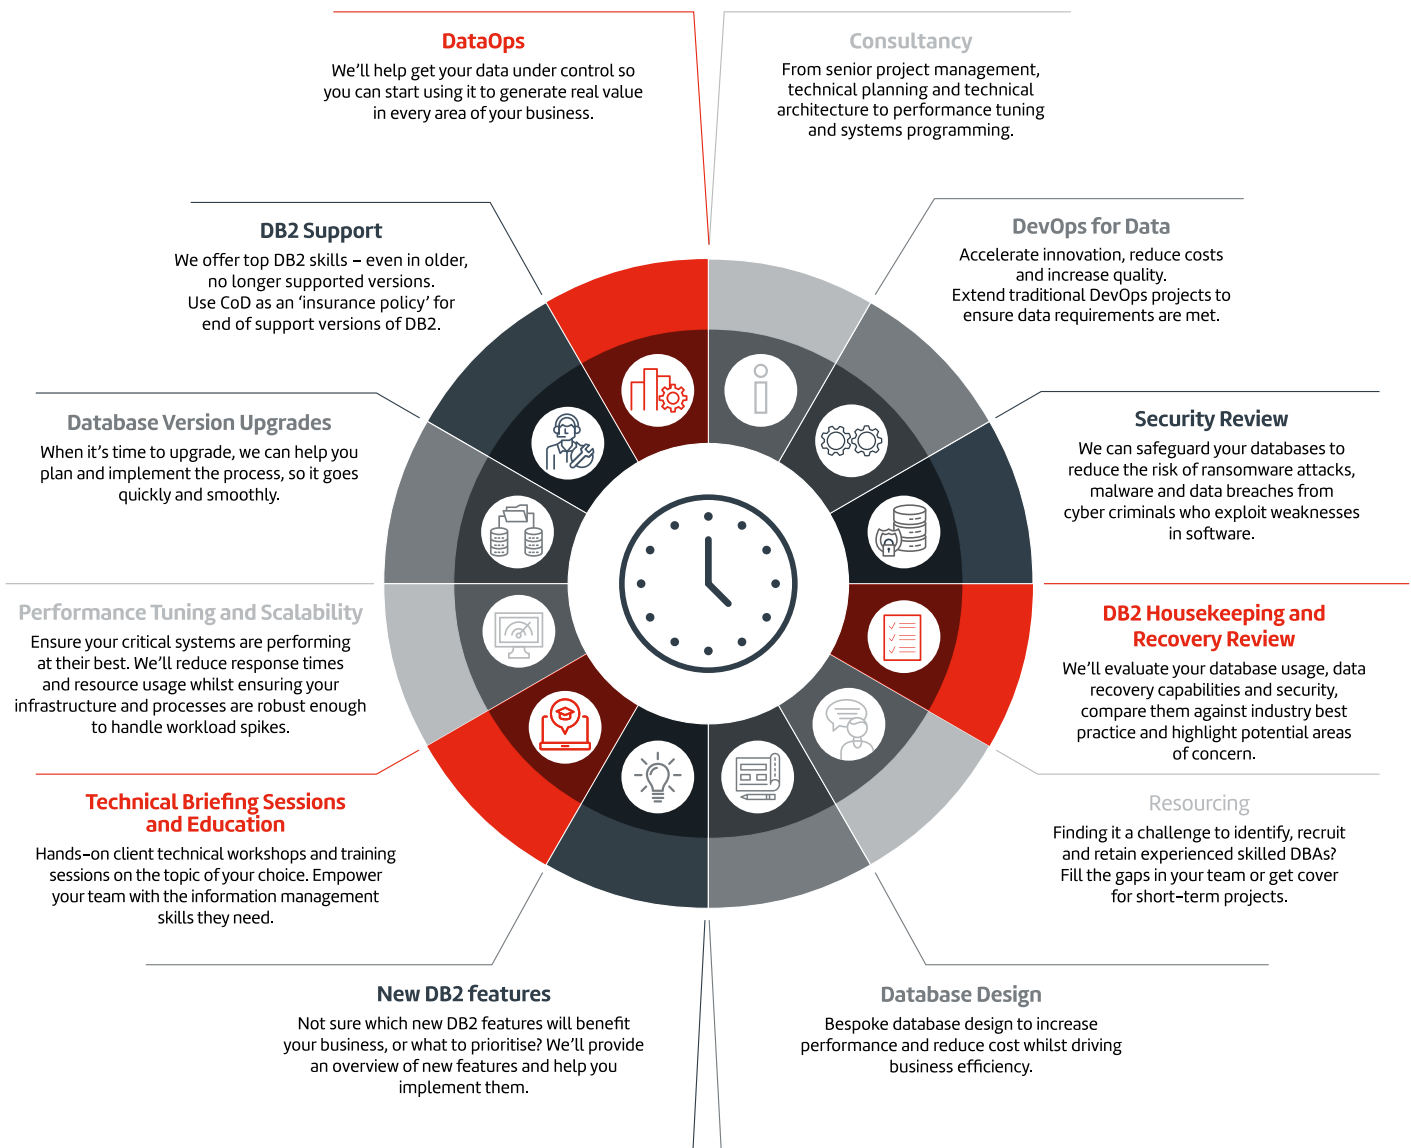 DataOps
We'll help get your data under control so
you can start using it to generate real value
in every area of your business.
Consultancy
From senior project management,
technical planning and technical
architecture to performance tuning
and systems programming.
DB2 Support
We offer top DB2 skills – even in older,
no longer supported versions.
Use CoD as an ‘insurance policy’ for
end of support versions of DB2.
DevOps for Data
Accelerate innovation, reduce costs
and increase quality.
Extend traditional DevOps projects to
ensure data requirements are met.
Database Version Upgrades
When it's time to upgrade, we can help you
plan and implement the process, so it goes
quickly and smoothly.
Security Review
We can safeguard your databases to
reduce the risk of ransomware attacks,
malware and data breaches from
cyber criminals who exploit weaknesses
in software.
Performance Tuning and Scalability
Ensure your critical systems are performing
at their best. We'll reduce response times
and resource usage whilst ensuring your
infrastructure and processes are robust enough
to handle workload spikes.
DB2 Housekeeping and
Recovery Review
We'll evaluate your database usage, data
recovery capabilities and security,
compare them against industry best
practice and highlight potential areas
of concern.
Technical Briefing Sessions
and Education
Hands-on client technical workshops and training
sessions on the topic of your choice. Empower
your team with the information management
skills they need.
Resourcing
Finding it a challenge to identify, recruit
and retain experienced skilled DBAs?
Fill the gaps in your team or get cover
for short-term projects.
New DB2 features
Not sure which new DB2 features will benefit
your business, or what to prioritise? We'll provide
an overview of new features and help you
implement them.
Database Design
Bespoke database design to increase
performance and reduce cost whilst driving
business efficiency.